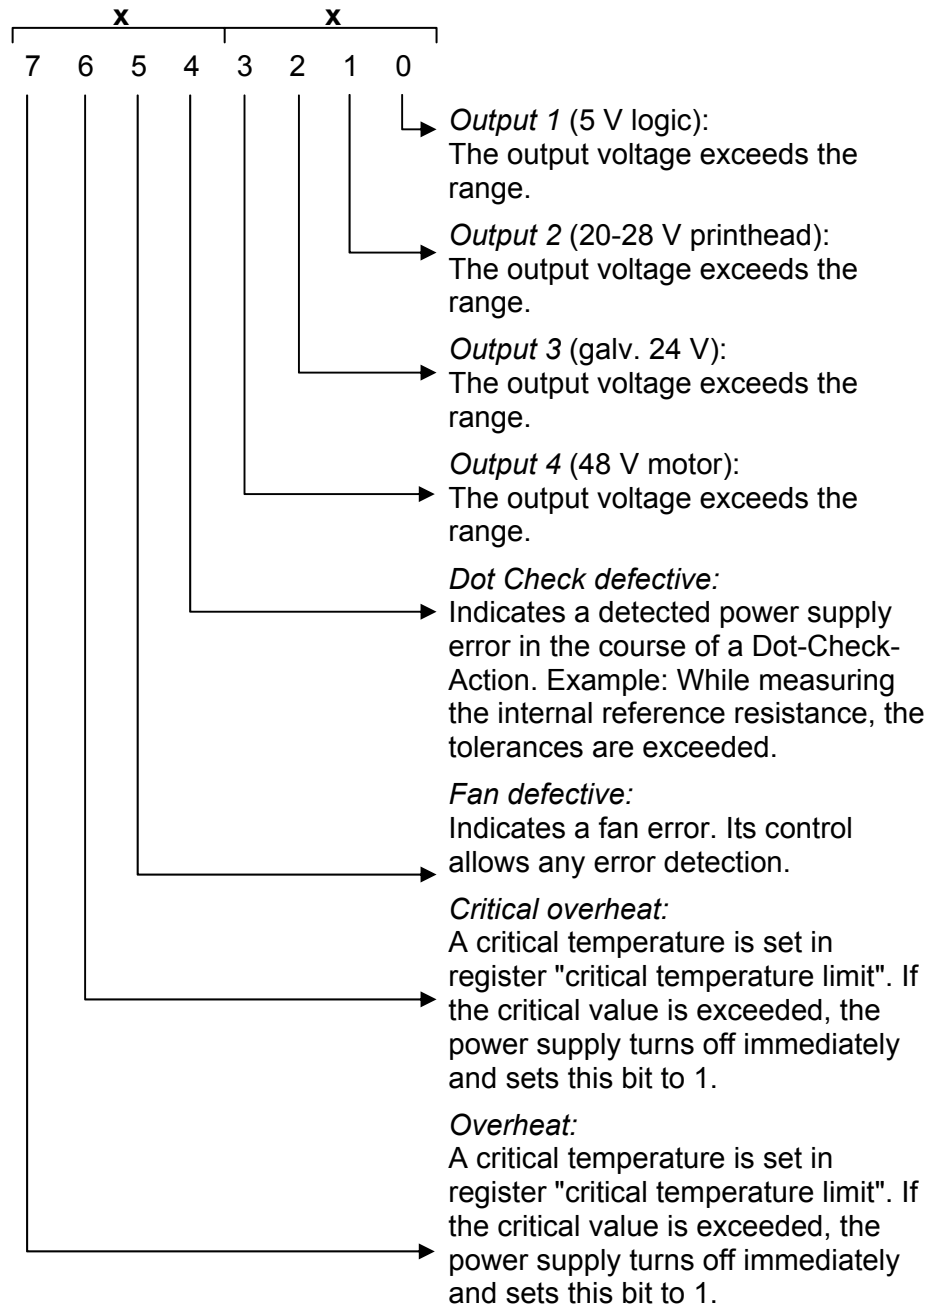 x x
7 6 5 4 3 2 1 0
Output 1 (5 V logic):
The output voltage exceeds the
range.
Output 2 (20-28 V printhead):
The output voltage exceeds the
range.
Output 3 (galv. 24 V):
The output voltage exceeds the
range.
Output 4 (48 V motor):
The output voltage exceeds the
range.
Dot Check defective:
Indicates a detected power supply
error in the course of a Dot-Check-
Action. Example: While measuring
the internal reference resistance, the
tolerances are exceeded.
Fan defective:
Indicates a fan error. Its control
allows any error detection.
Critical overheat:
A critical temperature is set in
register "critical temperature limit". If
the critical value is exceeded, the
power supply turns off immediately
and sets this bit to 1.
Overheat:
A critical temperature is set in
register "critical temperature limit". If
the critical value is exceeded, the
power supply turns off immediately
and sets this bit to 1.